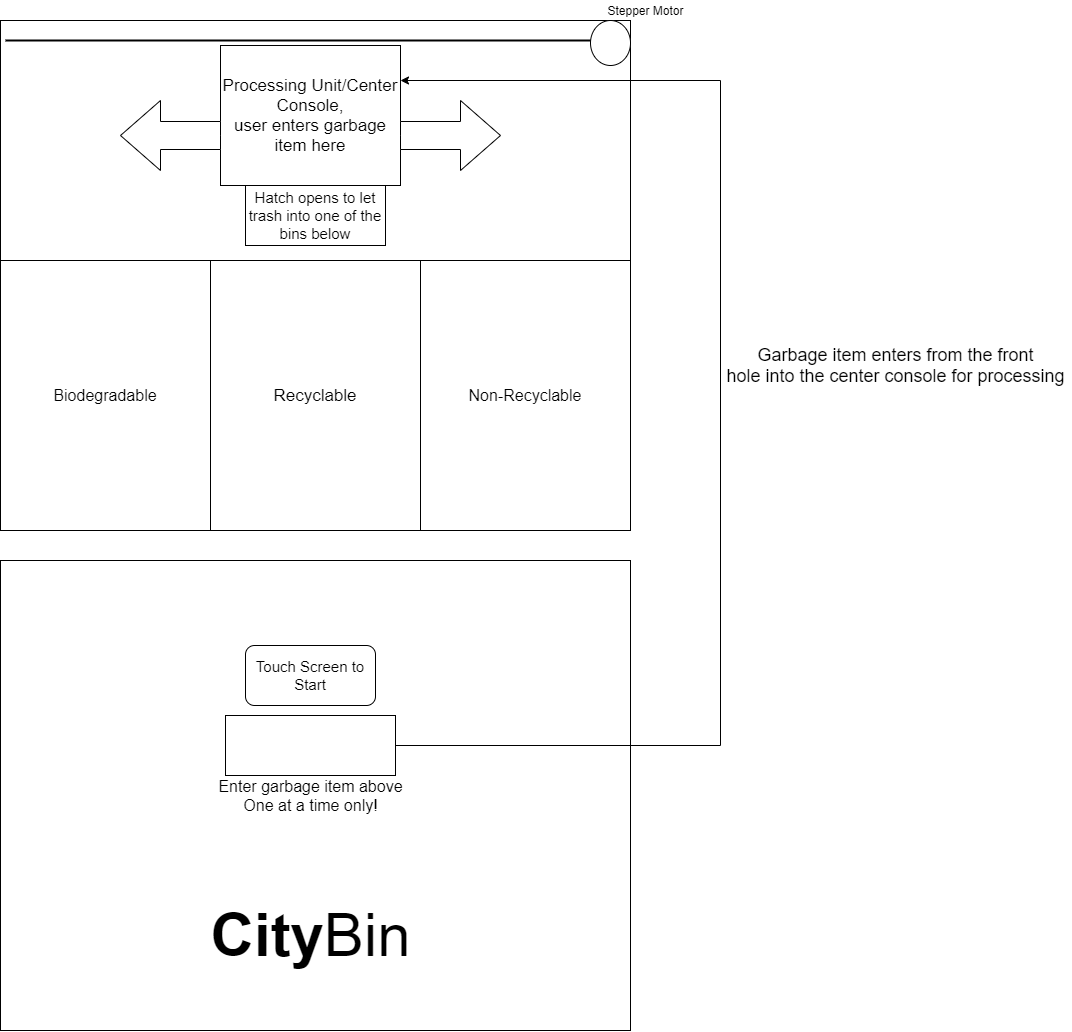 Stepper Motor
Processing Unit/Center
Console,
user enters garbage
item here
Hatch opens to let
trash into one of the
bins below
Biodegradable
Recyclable
Non-Recyclable
Garbage item enters from the front
hole into the center console for processing
Touch Screen to
Start
Enter garbage item above
One at a time only!
CityBin